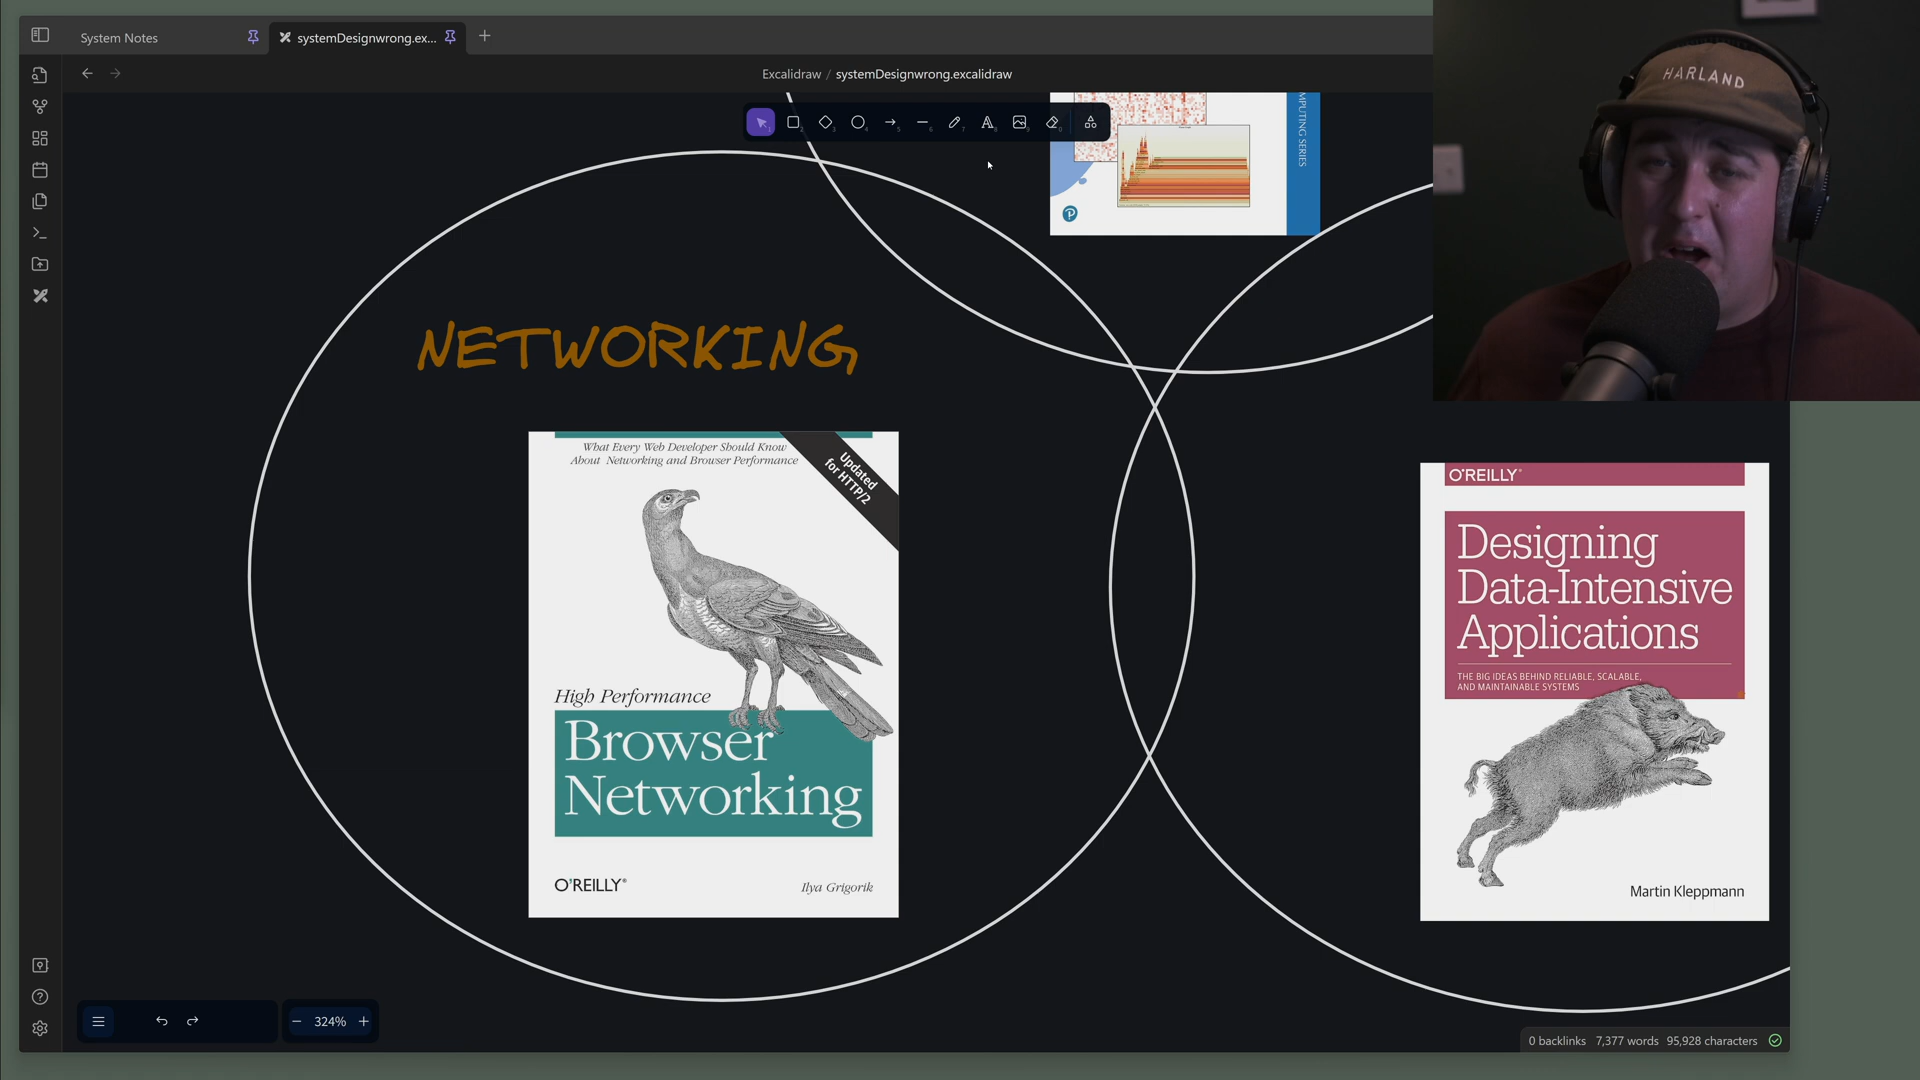 System Notes
systemDesignwrong.ex...
Excalidraw / systemDesignwrong.excalidraw
HARLAND
MPUTING SERIES
NETWORKING
What Every Web Developer Should Know
About Networking and Browser Performance
Updated
for HTTP/2
High Performance
Browser
Networking
O'REILLY®
Ilya Grigorik
O'REILLY®
Designing
Data-Intensive
Applications
THE BIG IDEAS BEHIND RELIABLE, SCALABLE,
AND MAINTAINABLE SYSTEMS
Martin Kleppmann
324%
0 backlinks 7,377 words 95,928 characters